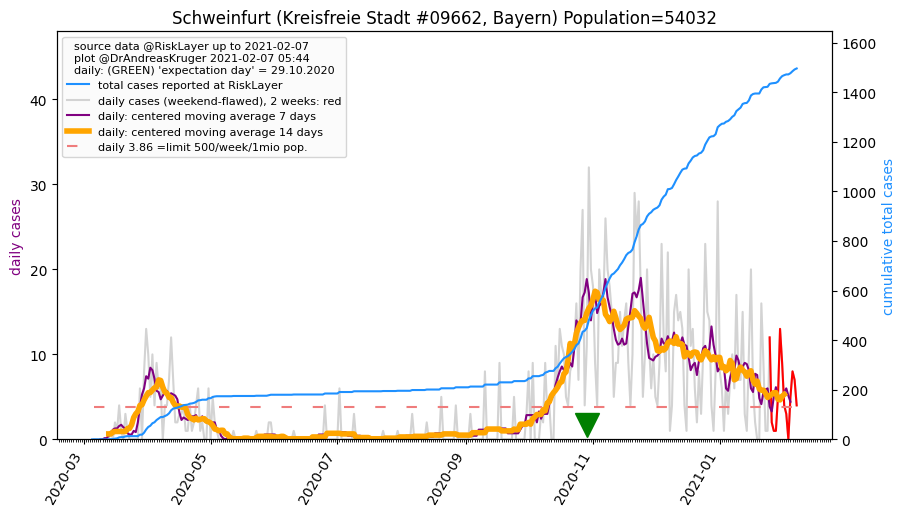 Schweinfurt (Kreisfreie Stadt #09662, Bayern) Population=54032
source data @RiskLayer up to 2021-02-07
plot @DrAndreasKruger 2021-02-07 05:44
daily: (GREEN) 'expectation day' = 29.10.2020
total cases reported at RiskLayer
daily cases (weekend-flawed), 2 weeks: red
daily: centered moving average 7 days
daily: centered moving average 14 days
daily 3.86 =limit 500/week/1mio pop.
daily cases
40
30
20
10
0
1600
1400
1200
1000
800
600
400
200
0
cumulative total cases
2020-03
2020-05
2020-07
2020-09
2020-11
2021-01